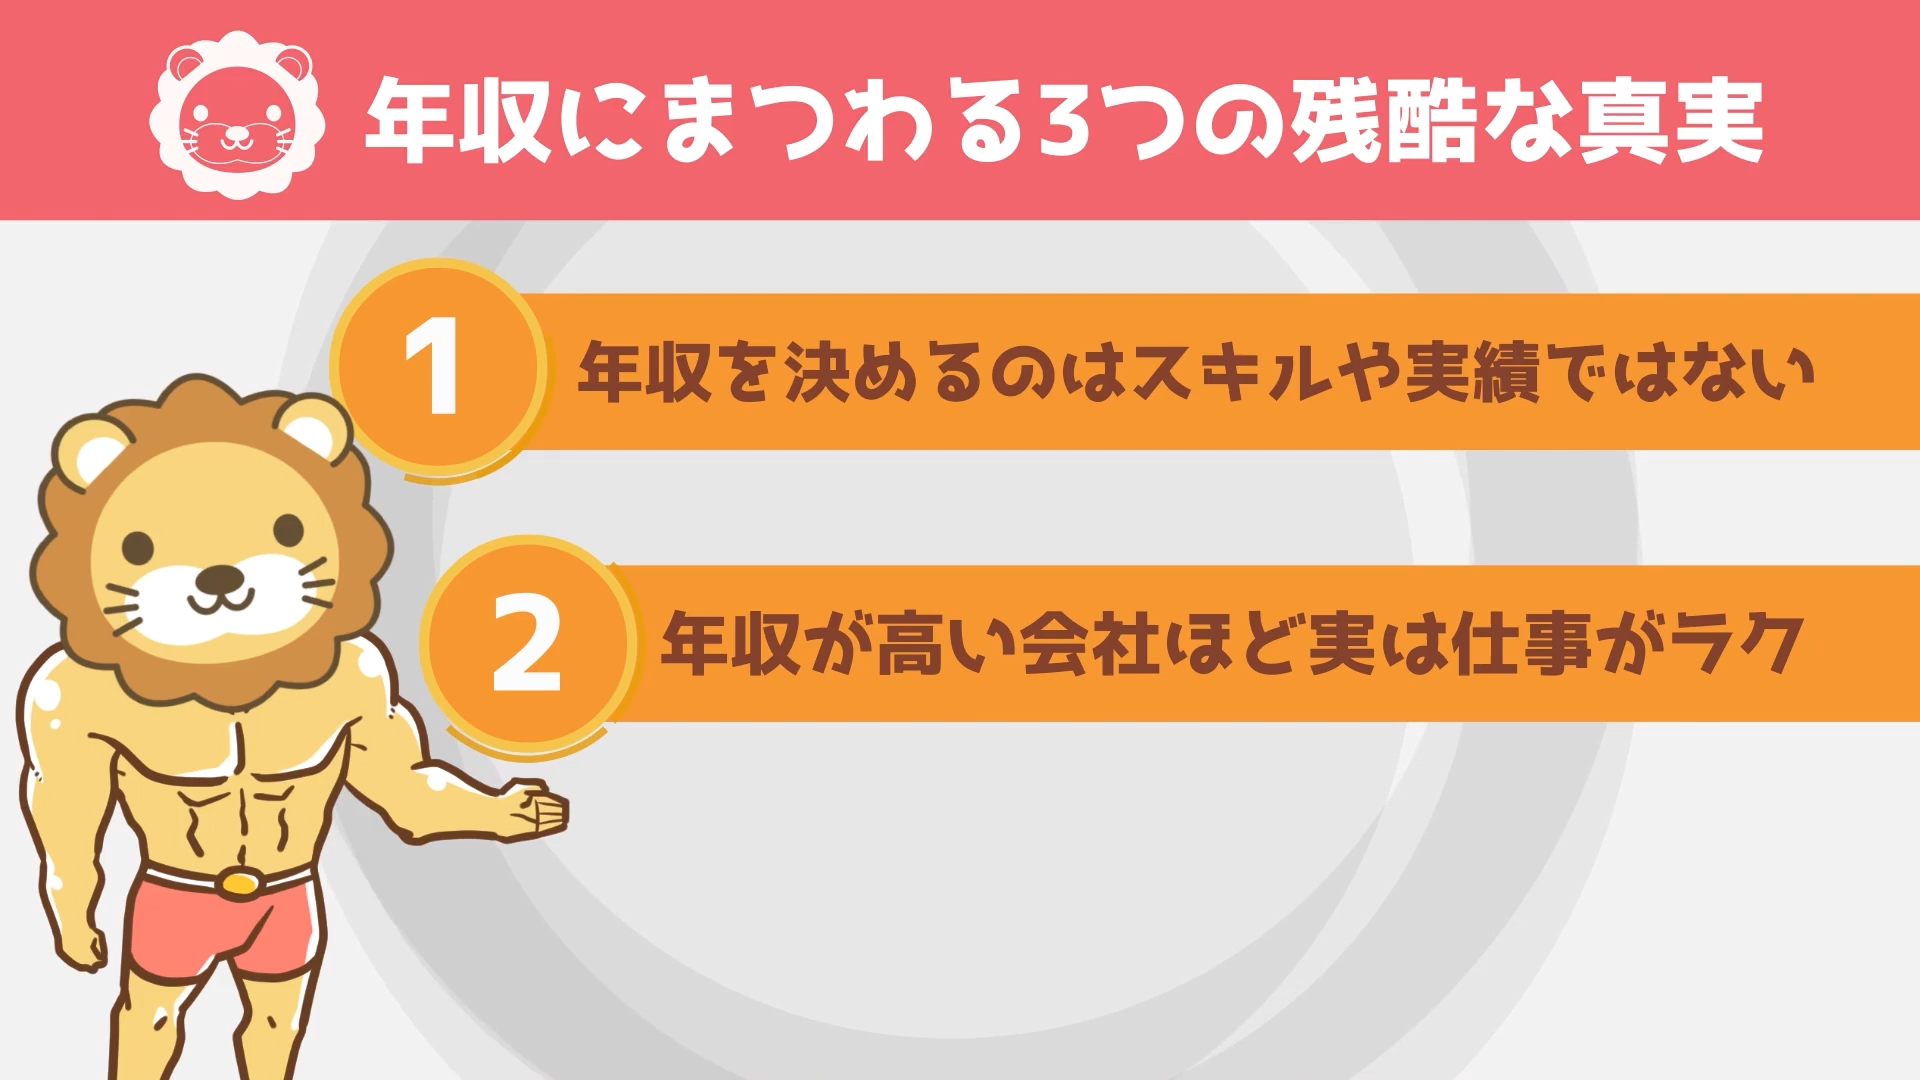 年収にまつわる3つの残酷な真実
1
年収を決めるのはスキルや実績ではない
2
年収が高い会社ほど実は仕事がラク